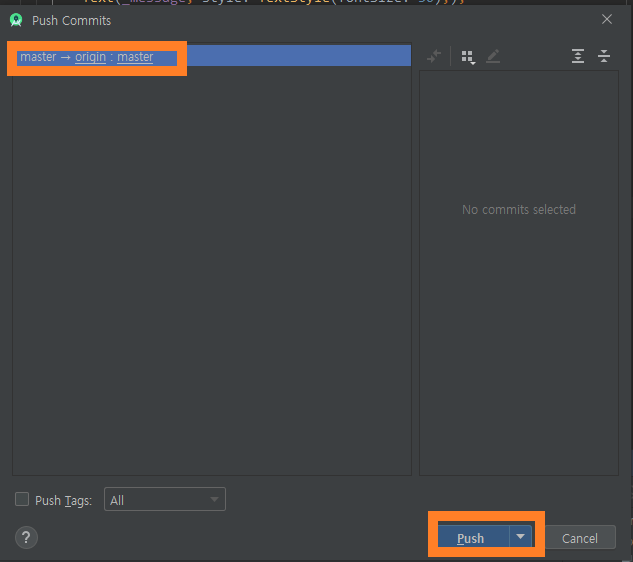 Text(_message, style: TextStyle(fontSize: 30),),
Push Commits
master → origin : master
No commits selected
Push Tags:
All
?
Push
Cancel